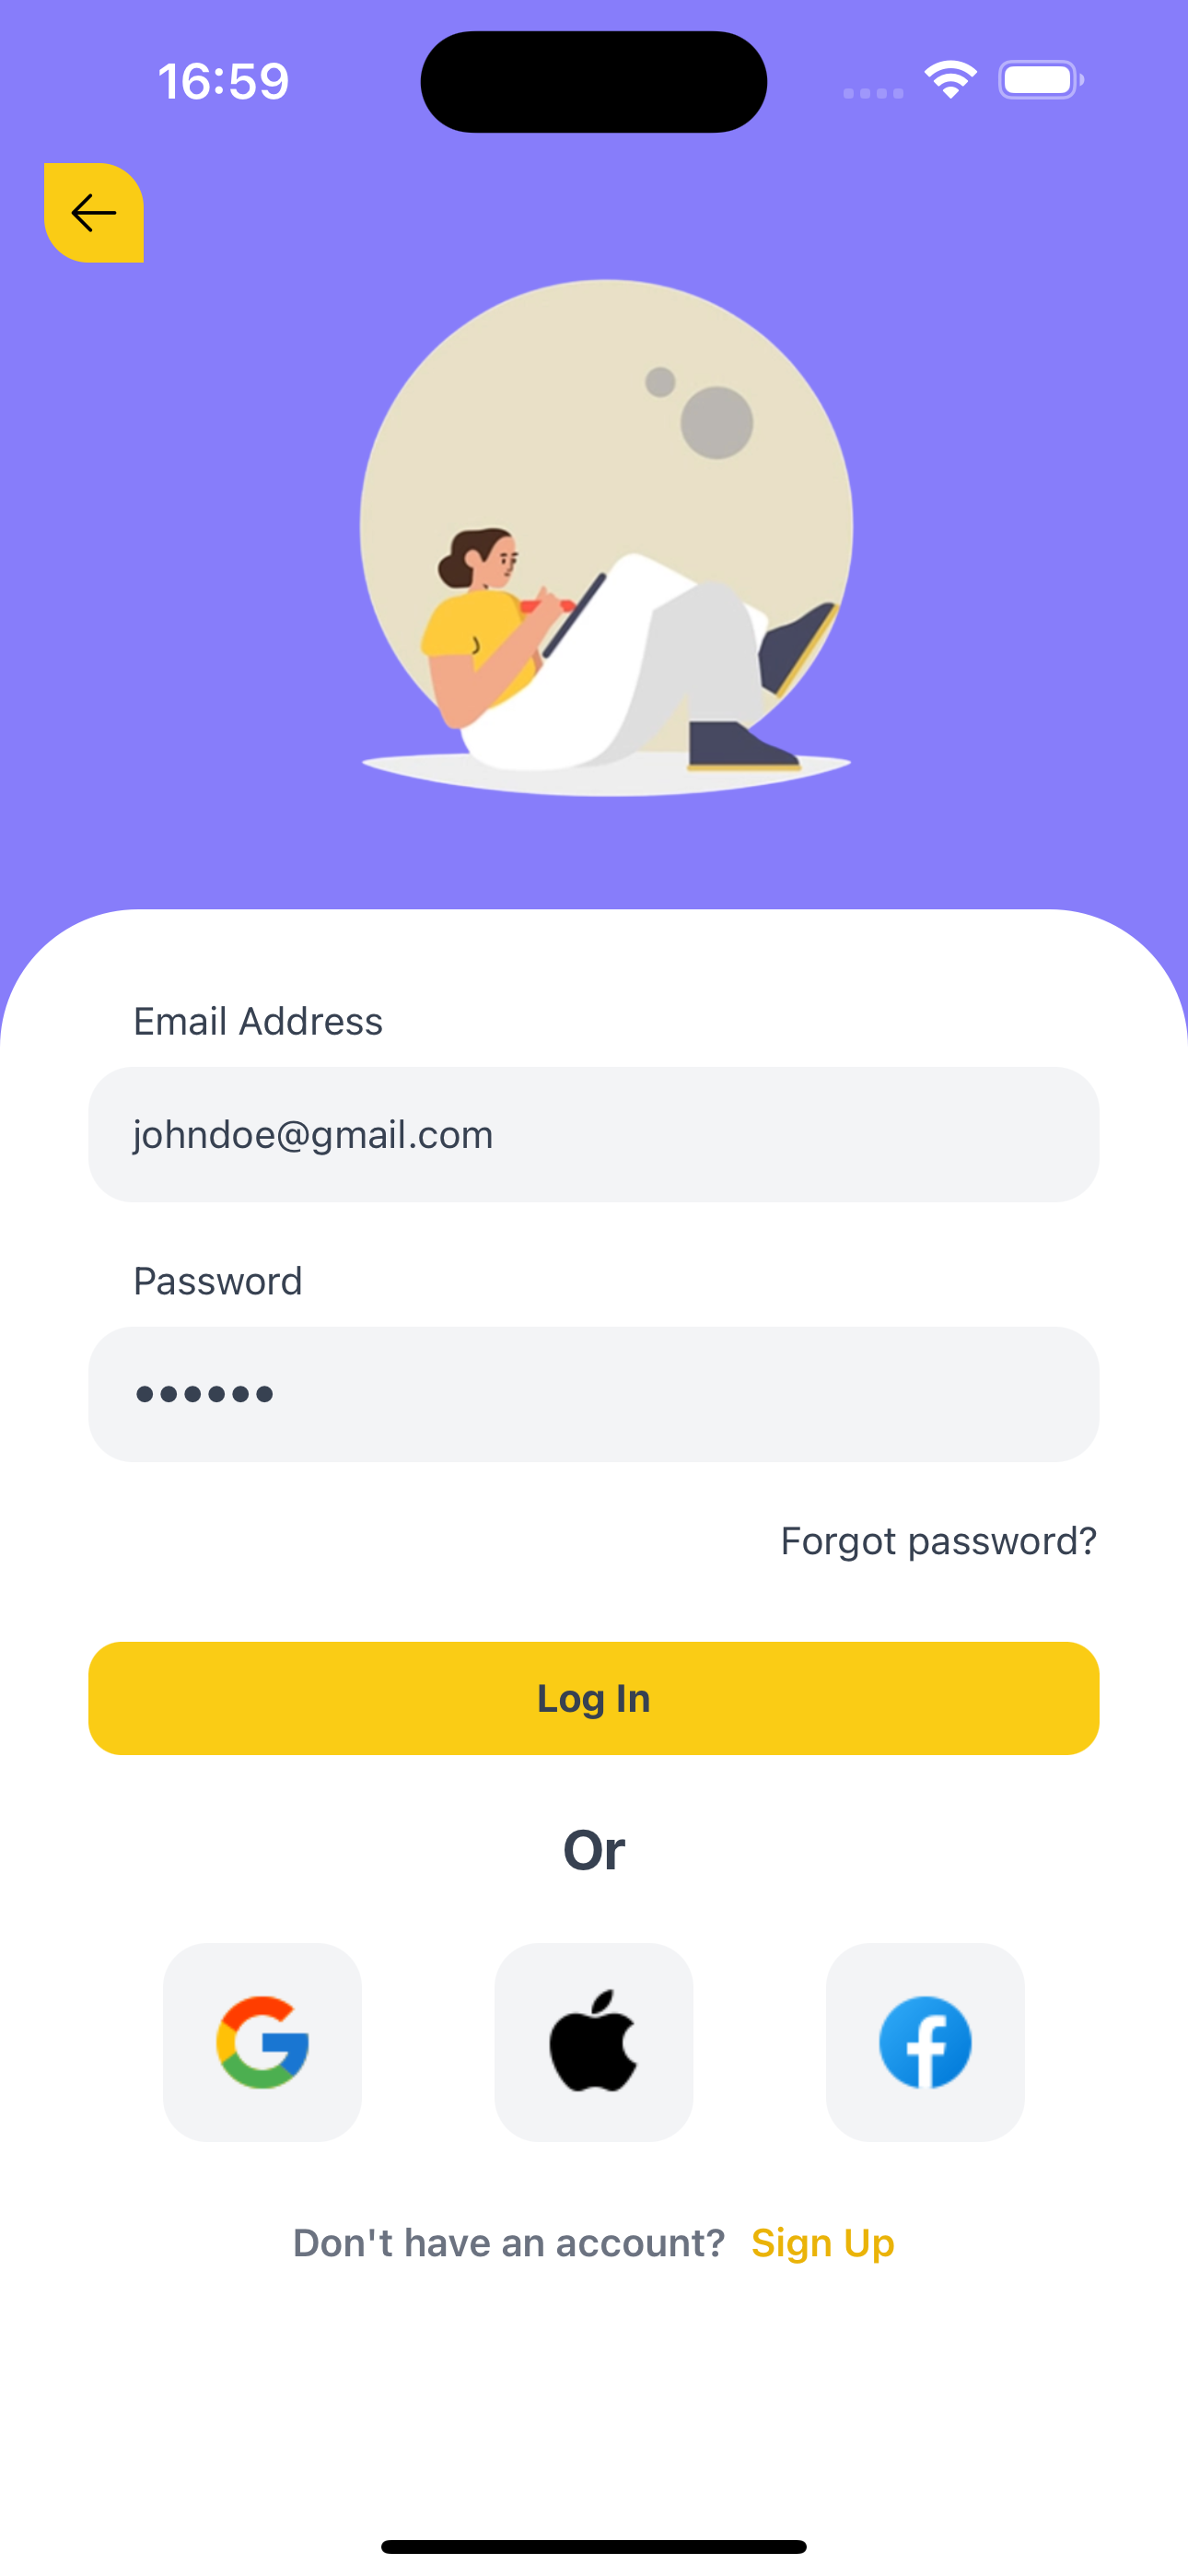 16:59
Email Address
johndoe@gmail.com
Password
••••••
Forgot password?
Log In
Or
Don't have an account? Sign Up